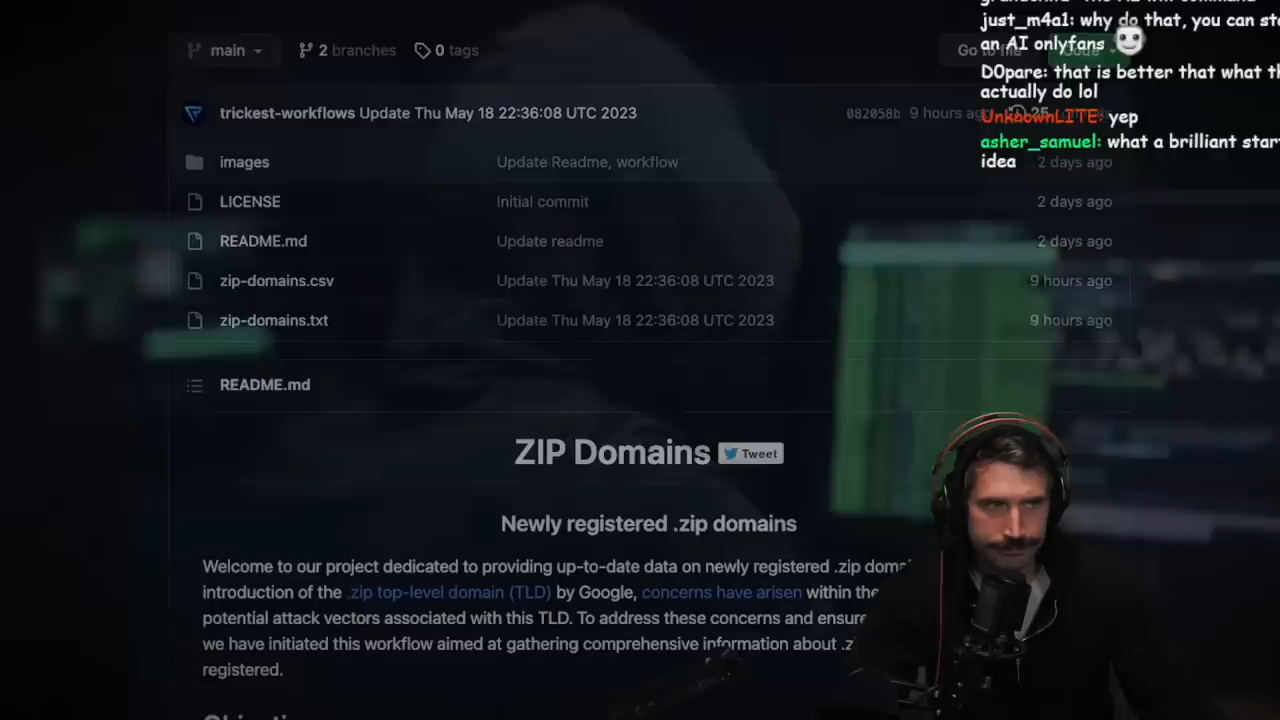 just_m4a1: why do that, you can
an AI onlyfans
D0pare: that is better that what
actually do lol
UnknownLITE: yep
asher_samuel: what a brilliant
idea
main
2 branches
0 tags
Go to file
Code
trickest-workflows Update Thu May 18 22:36:08 UTC 2023
082058b 9 hours ago 25
images Update Readme, workflow 2 days ago
LICENSE Initial commit 2 days ago
README.md Update readme 2 days ago
zip-domains.csv Update Thu May 18 22:36:08 UTC 2023 9 hours ago
zip-domains.txt Update Thu May 18 22:36:08 UTC 2023 9 hours ago
README.md
ZIP Domains Tweet
Newly registered .zip domains
Welcome to our project dedicated to providing up-to-date data on newly registered .zip
introduction of the .zip top-level domain (TLD) by Google, concerns have arisen within the
potential attack vectors associated with this TLD. To address these concerns and ensure
we have initiated this workflow aimed at gathering comprehensive information about
registered.